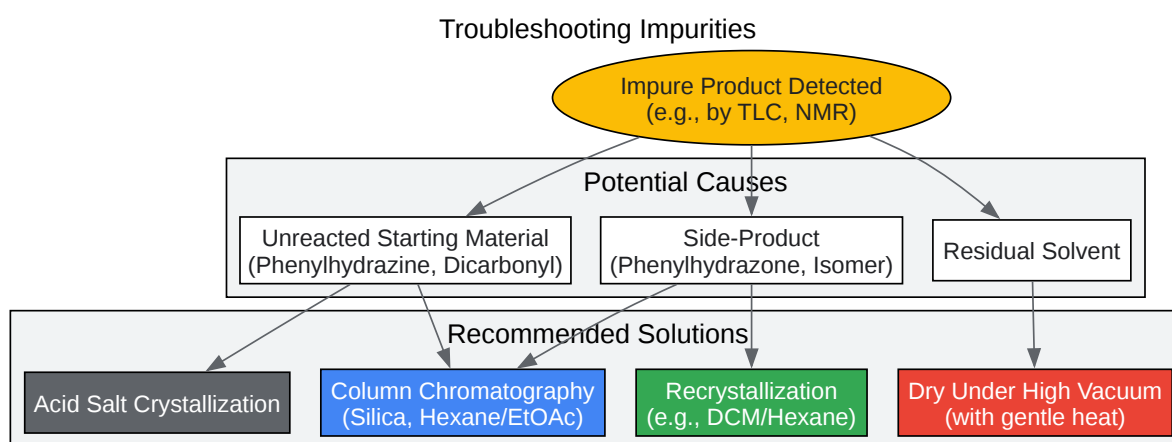 Troubleshooting Impurities
Impure Product Detected
(e.g., by TLC, NMR)
Potential Causes
Unreacted Starting Material
(Phenylhydrazine, Dicarbonyl)
Side-Product
(Phenylhydrazone, Isomer)
Residual Solvent
Recommended Solutions
Acid Salt Crystallization
Column Chromatography
(Silica, Hexane/EtOAc)
Recrystallization
(e.g., DCM/Hexane)
Dry Under High Vacuum
(with gentle heat)